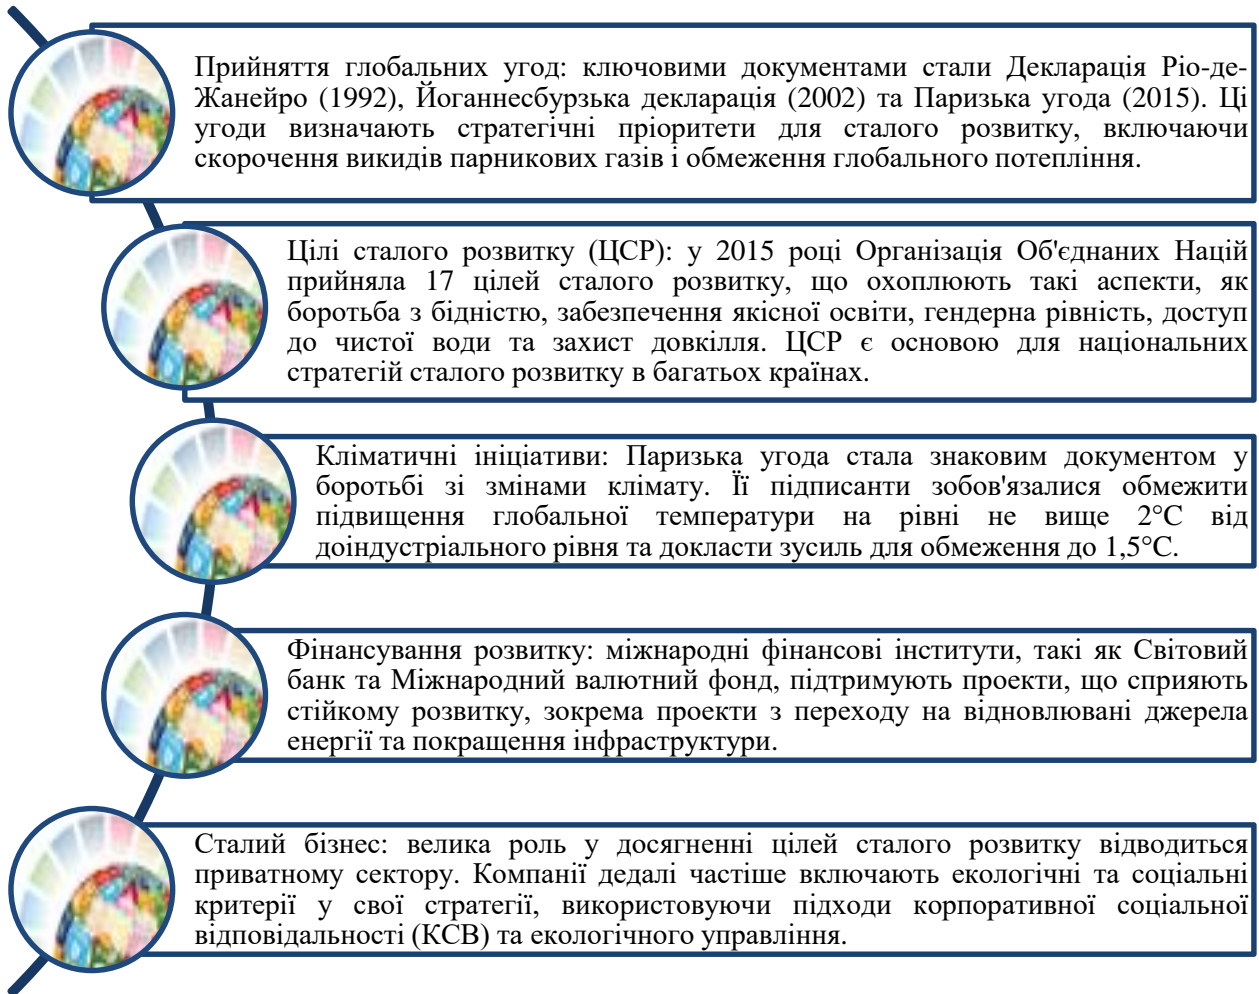 Прийняття глобальних угод: ключовими документами стали Декларація Ріо-де-
Жанейро (1992), Йоганнесбурзька декларація (2002) та Паризька угода (2015). Ці
угоди визначають стратегічні пріоритети для сталого розвитку, включаючи
скорочення викидів парникових газів і обмеження глобального потепління.
Цілі сталого розвитку (ЦСР): у 2015 році Організація Об'єднаних Націй
прийняла 17 цілей сталого розвитку, що охоплюють такі аспекти, як
боротьба з бідністю, забезпечення якісної освіти, гендерна рівність, доступ
до чистої води та захист довкілля. ЦСР є основою для національних
стратегій сталого розвитку в багатьох країнах.
Кліматичні ініціативи: Паризька угода стала знаковим документом у
боротьбі зі змінами клімату. Її підписанти зобов'язалися обмежити
підвищення глобальної температури на рівні не вище 2°C від
доіндустріального рівня та докласти зусиль для обмеження до 1,5°C.
Фінансування розвитку: міжнародні фінансові інститути, такі як Світовий
банк та Міжнародний валютний фонд, підтримують проекти, що сприяють
стійкому розвитку, зокрема проекти з переходу на відновлювані джерела
енергії та покращення інфраструктури.
Сталий бізнес: велика роль у досягненні цілей сталого розвитку відводиться
приватному сектору. Компанії дедалі частіше включають екологічні та соціальні
критерії у свої стратегії, використовуючи підходи корпоративної соціальної
відповідальності (КСВ) та екологічного управління.